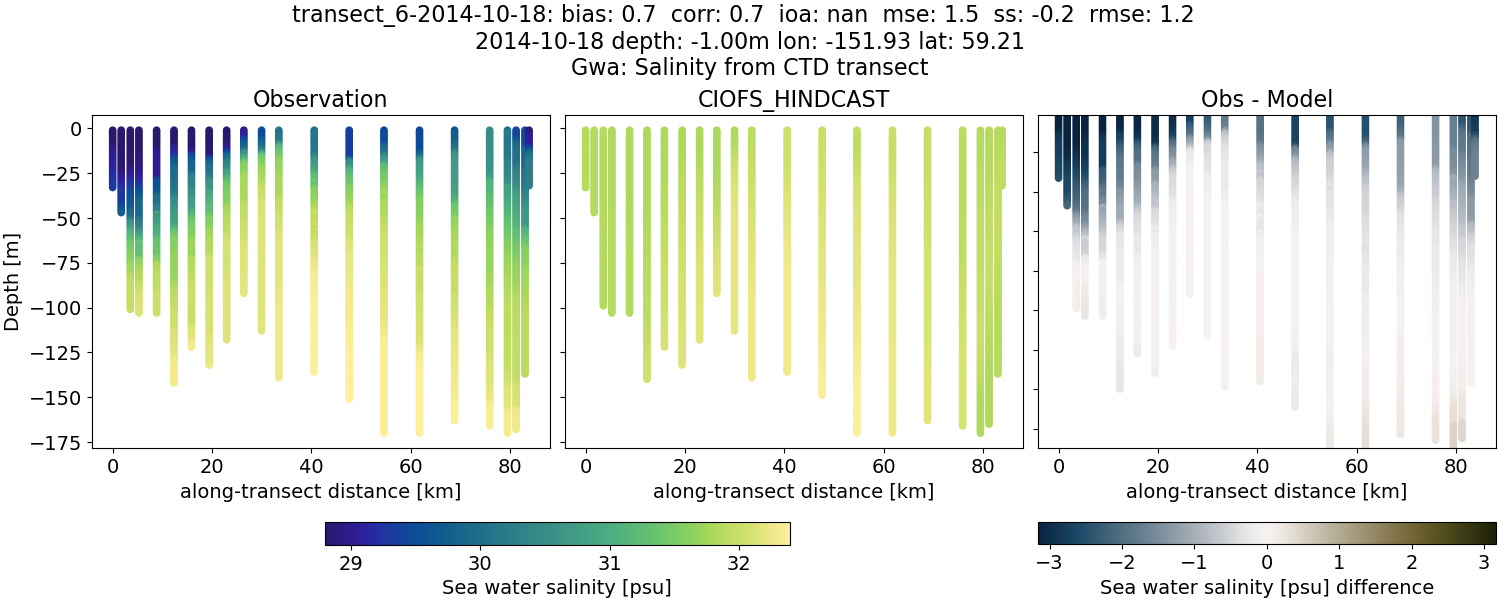 transect_6-2014-10-18: bias: 0.7  corr: 0.7  ioa: nan  mse: 1.5  ss: -0.2  rmse: 1.2
2014-10-18 depth: -1.00m lon: -151.93 lat: 59.21
Gwa: Salinity from CTD transect
Observation
CIOFS_HINDCAST
Obs - Model
Depth [m]
0
−25
−50
−75
−100
−125
−150
−175
0 20 40 60 80
0 20 40 60 80
0 20 40 60 80
along-transect distance [km]
along-transect distance [km]
along-transect distance [km]
29 30 31 32
Sea water salinity [psu]
−3 −2 −1 0 1 2 3
Sea water salinity [psu] difference